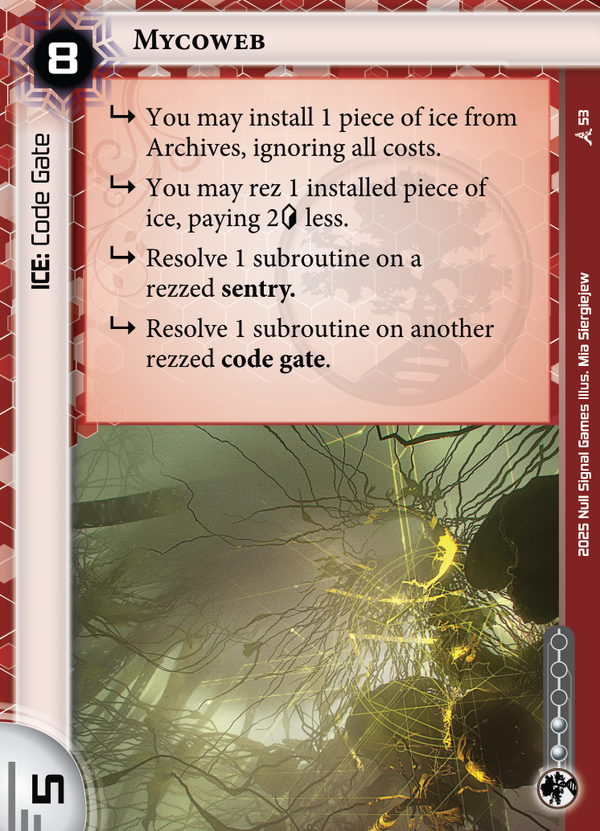 8
Mycoweb
↳ You may install 1 piece of ice from
Archives, ignoring all costs.
↳ You may rez 1 installed piece of
ice, paying 2 less.
↳ Resolve 1 subroutine on a
rezzed sentry.
↳ Resolve 1 subroutine on another
rezzed code gate.
ICE: Code Gate
5
53
2025 Null Signal Games Illus. Mia Siergiejew